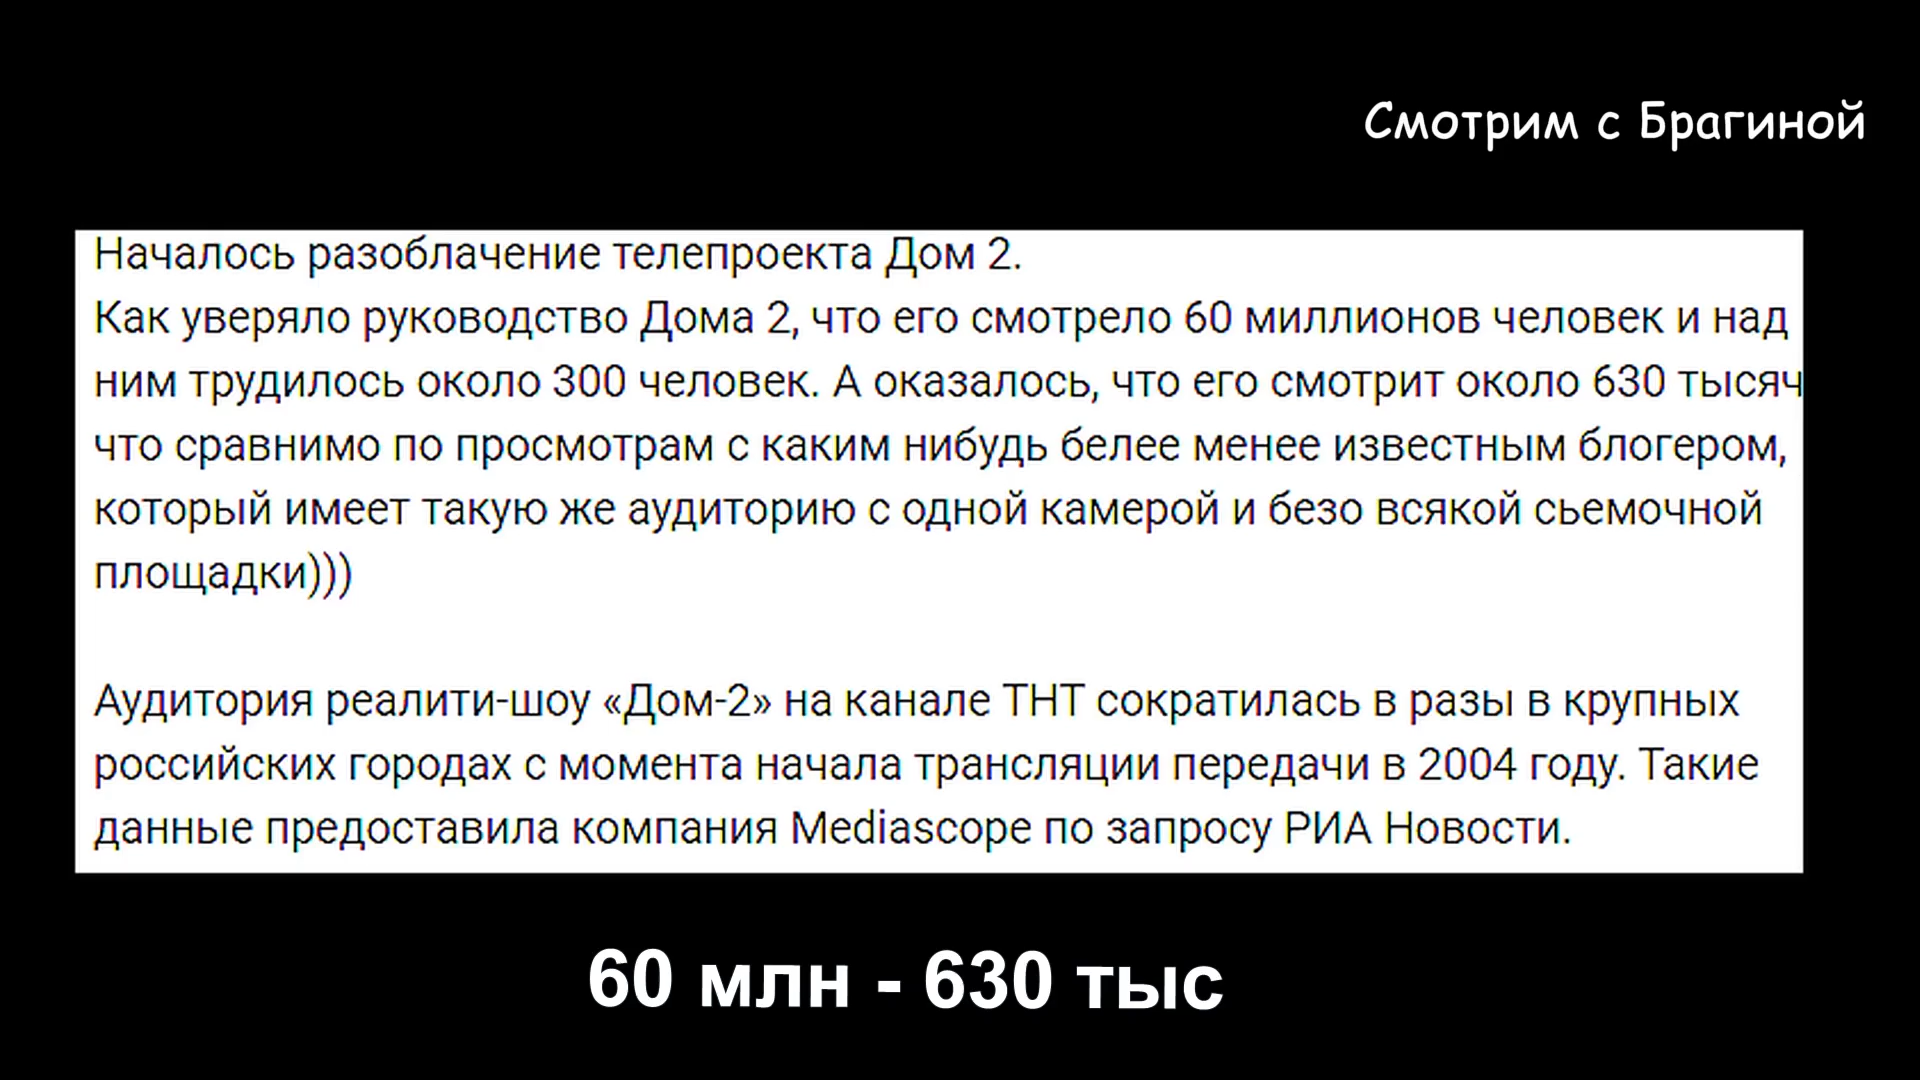 Смотрим с Брагиной
Началось разоблачение телепроекта Дом 2.
Как уверяло руководство Дома 2, что его смотрело 60 миллионов человек и над
ним трудилось около 300 человек. А оказалось, что его смотрит около 630 тысяч
что сравнимо по просмотрам с каким нибудь белее менее известным блогером,
который имеет такую же аудиторию с одной камерой и безо всякой сьемочной
площадки)))
Аудитория реалити-шоу «Дом-2» на канале ТНТ сократилась в разы в крупных
российских городах с момента начала трансляции передачи в 2004 году. Такие
данные предоставила компания Mediascope по запросу РИА Новости.
60 млн - 630 тыс